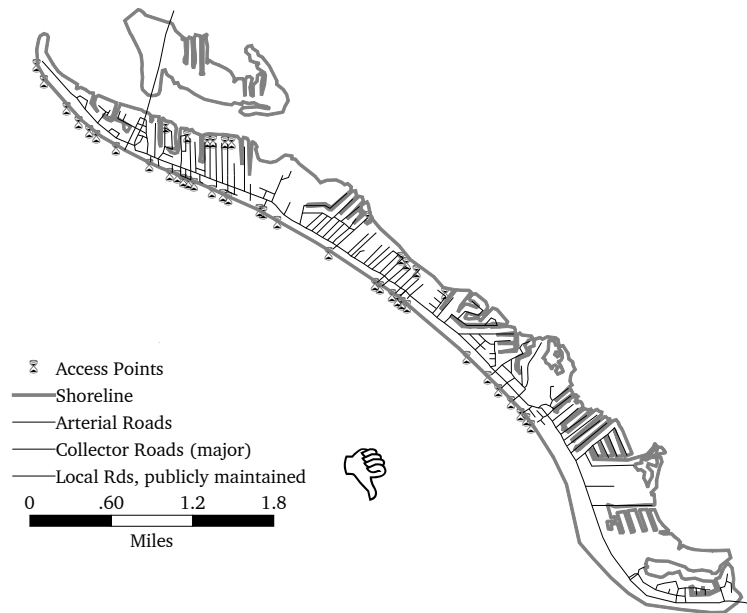 Access Points
Shoreline
Arterial Roads
Collector Roads (major)
Local Rds, publicly maintained
0 .60 1.2 1.8
Miles